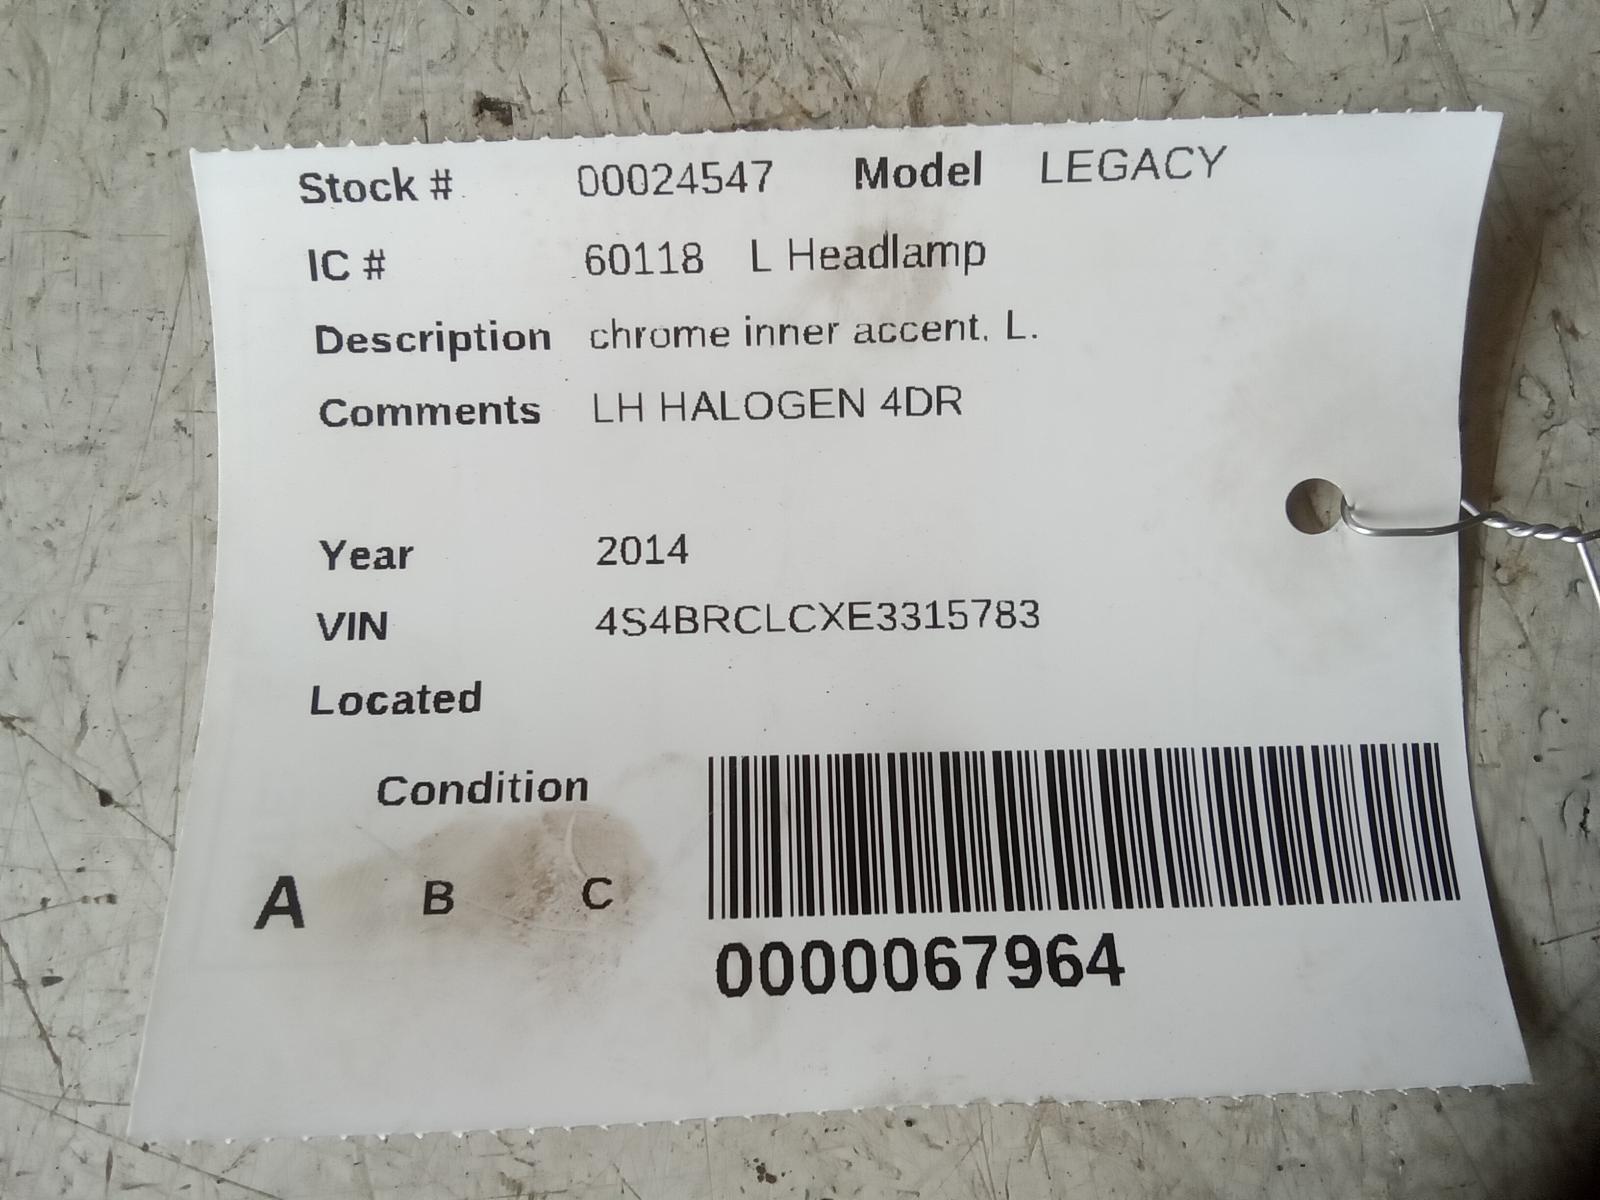 Stock # 00024547 Model LEGACY
IC # 60118 L Headlamp
Description chrome inner accent. L.
Comments LH HALOGEN 4DR
Year 2014
VIN 4S4BRCLCXE3315783
Located
Condition
A B C
0000067964